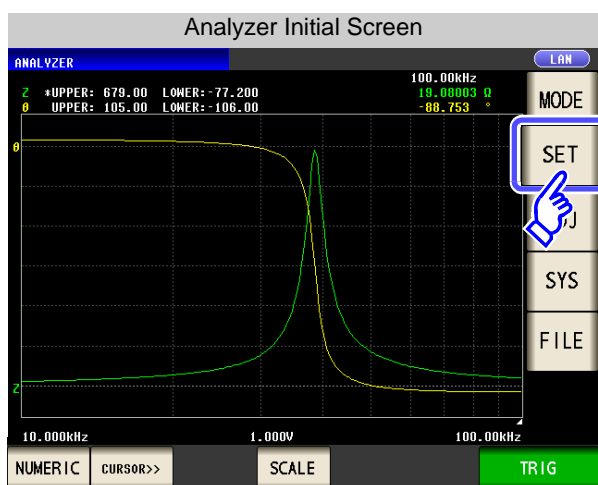 Analyzer Initial Screen
ANALYZER
LAN
100.00kHz
Z *UPPER: 679.00 LOWER:-77.200 19.08003 Ω
θ UPPER: 105.00 LOWER:-106.00 -88.753 °
MODE
θ
SET
J
SYS
FILE
Z
10.000kHz 1.000V 100.00kHz
NUMERIC CURSOR>> SCALE TRIG